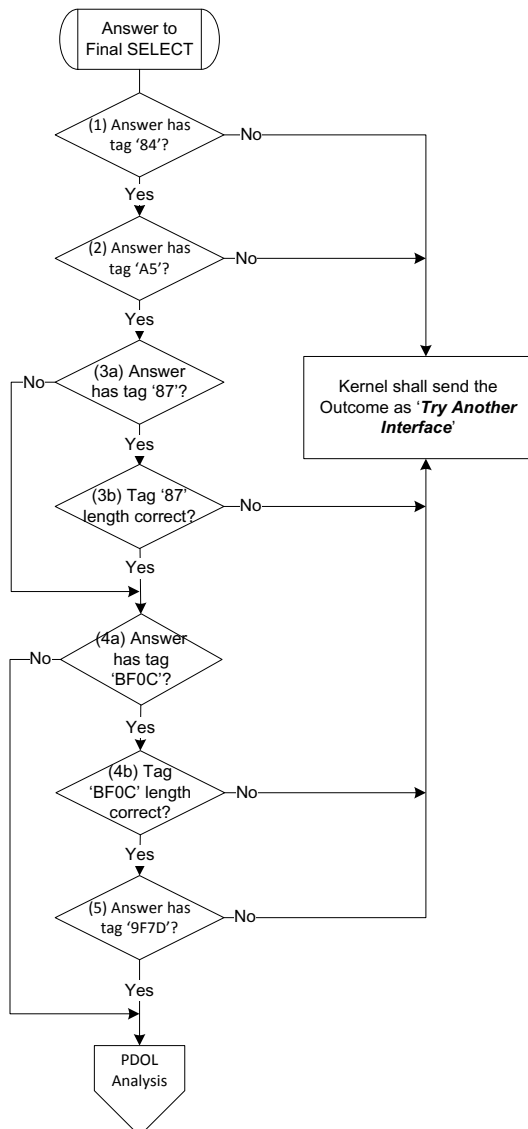 Answer to
Final SELECT
(1) Answer has
tag ‘84’?
No
Yes
(2) Answer has
tag ‘A5’?
No
Yes
(3a) Answer
has tag ‘87’?
No
Kernel shall send the
Outcome as ‘Try Another
Interface’
Yes
(3b) Tag ‘87’
length correct?
No
Yes
(4a) Answer
has tag
‘BF0C’?
No
Yes
(4b) Tag
‘BF0C’ length
correct?
No
Yes
(5) Answer has
tag ‘9F7D’?
No
Yes
PDOL
Analysis